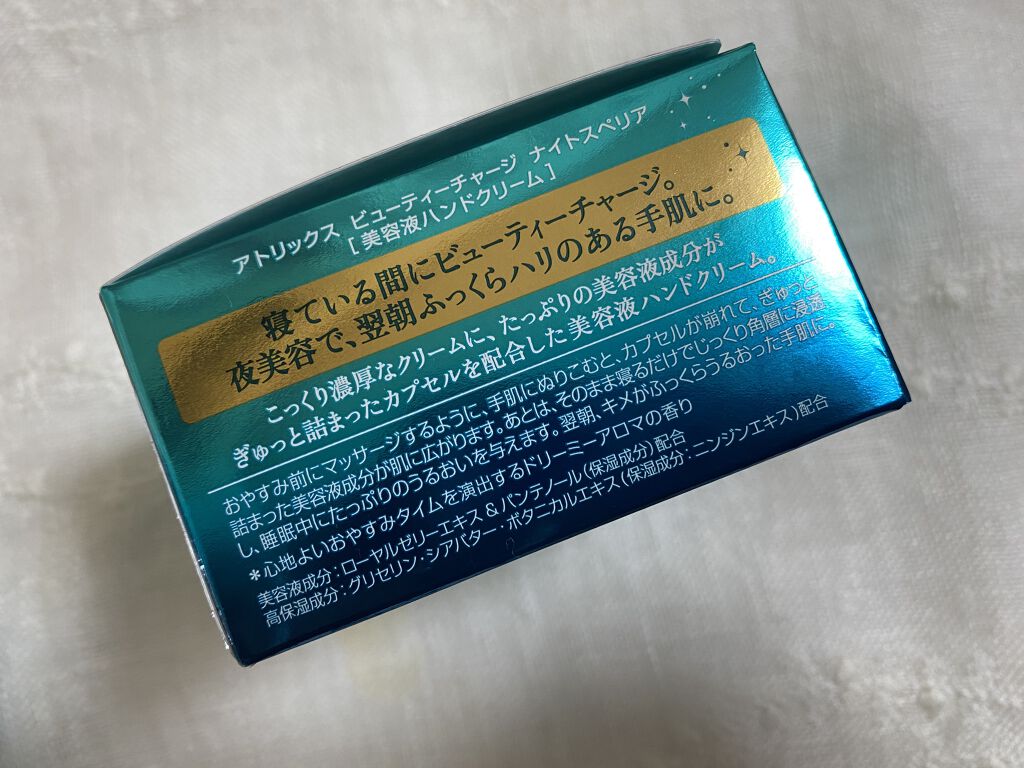 アトリックス ビューティーチャージ ナイトスペリア
[ 美容液ハンドクリーム ]
寝ている間にビューティーチャージ。
夜美容で、翌朝ふっくらハリのある手肌に。
こっくり濃厚なクリームに、たっぷりの美容液成分が
ぎゅっと詰まったカプセルを配合した美容液ハンドクリーム。
おやすみ前にマッサージするように、手肌にぬりこむと、カプセルが崩れて、ぎゅっと
詰まった美容液成分が肌に広がります。あとは、そのまま寝るだけでじっくり角層に浸透
し、睡眠中にたっぷりのうるおいを与えます。翌朝、キメがふっくらうるおった手肌に。
*心地よいおやすみタイムを演出するドリーミーアロマの香り
美容液成分:ローヤルゼリーエキス&パンテノール(保湿成分)配合
高保湿成分:グリセリン・シアバター・ボタニカルエキス(保湿成分:ニンジンエキス)配合